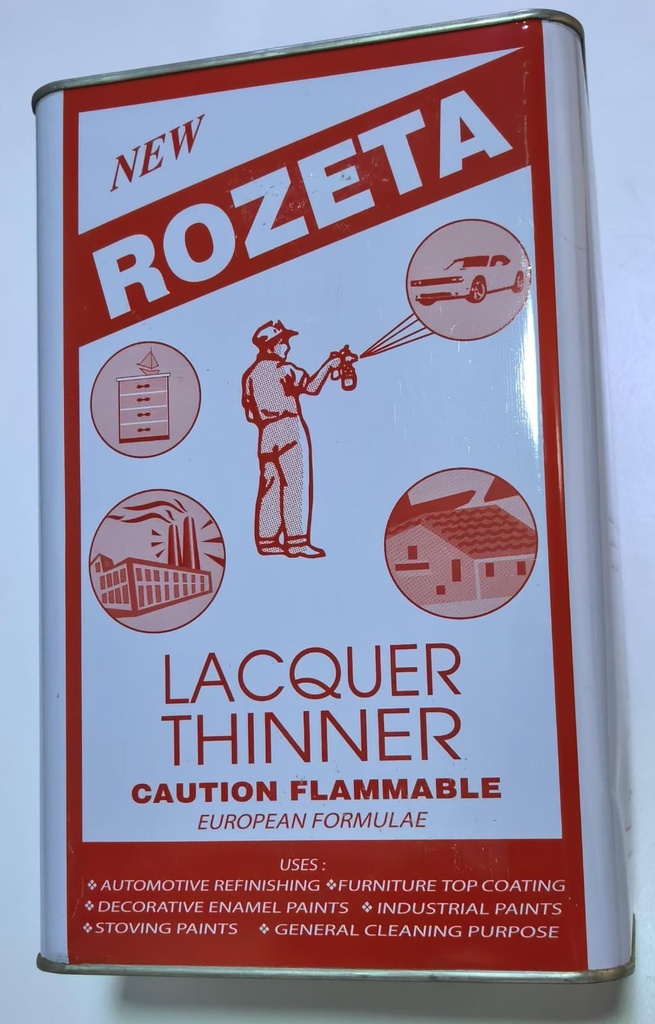 NEW
ROZETA
LACQUER
THINNER
CAUTION FLAMMABLE
EUROPEAN FORMULAE
USES :
❖ AUTOMOTIVE REFINISHING ❖ FURNITURE TOP COATING
❖ DECORATIVE ENAMEL PAINTS ❖ INDUSTRIAL PAINTS
❖ STOVING PAINTS ❖ GENERAL CLEANING PURPOSE